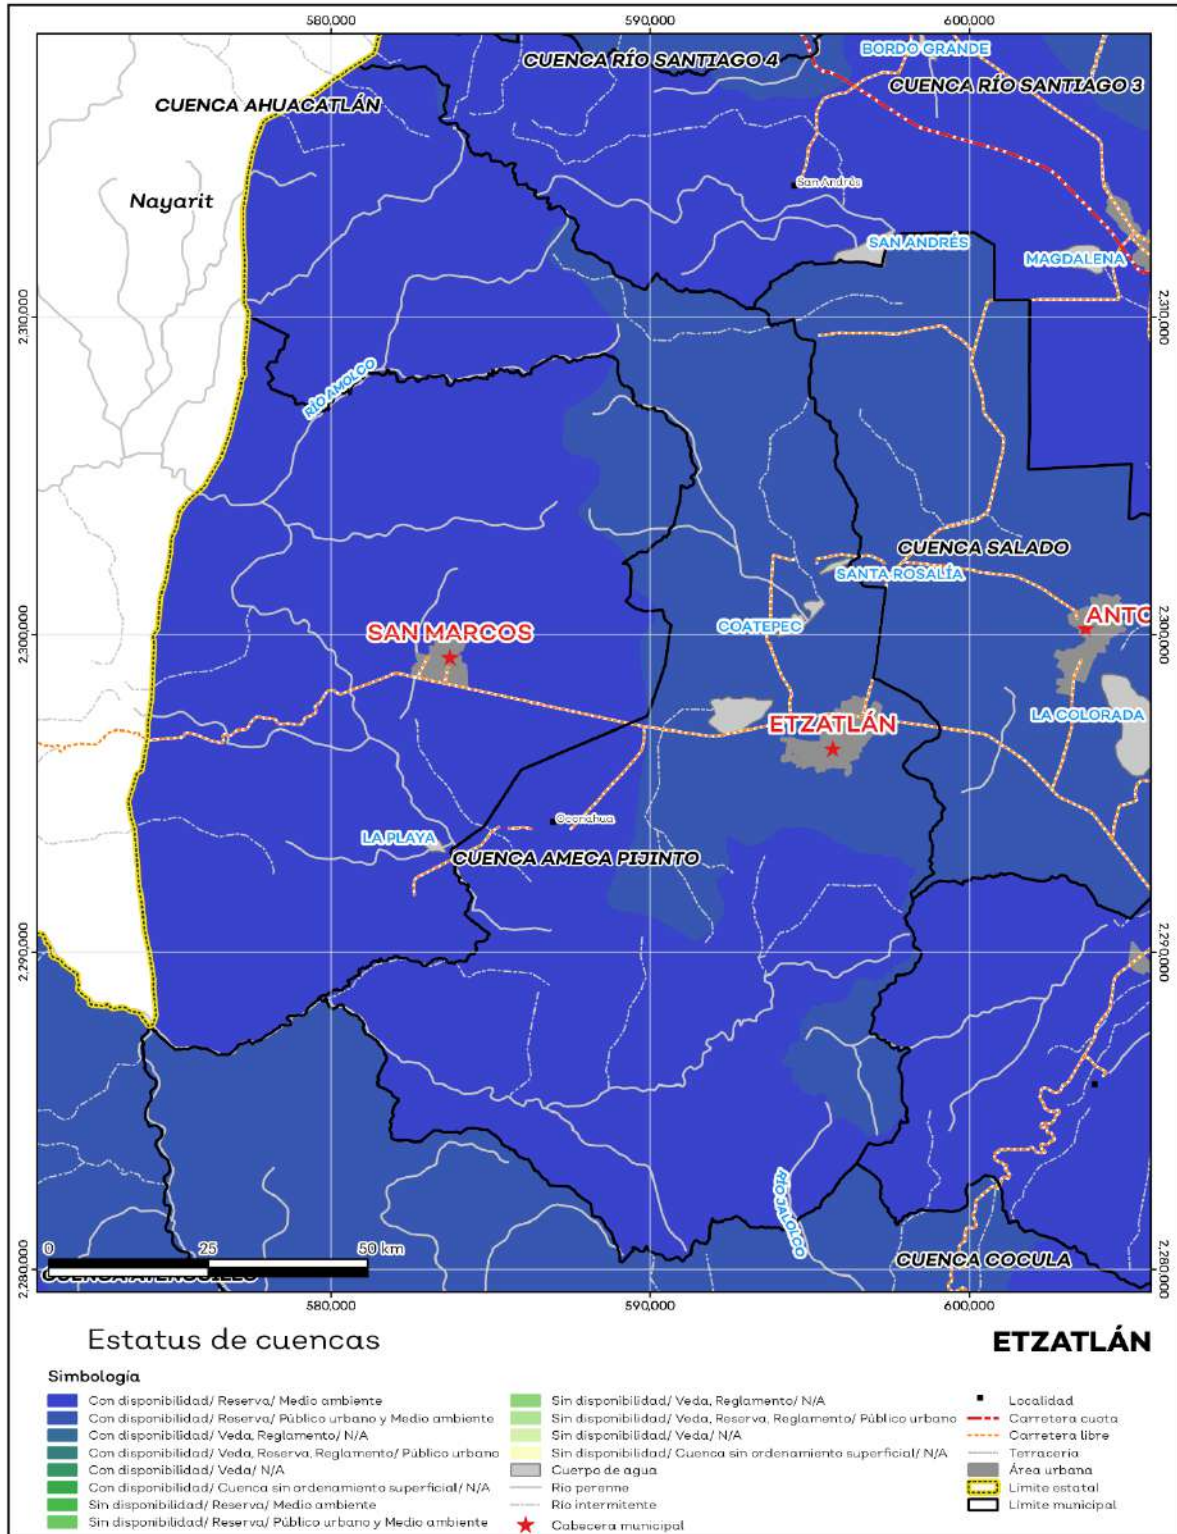 580,000 590,000 600,000
BORDO GRANDE
CUENCA RÍO SANTIAGO 4
CUENCA RÍO SANTIAGO 3
CUENCA AHUACATLÁN
San Andrés
Nayarit
SAN ANDRÉS
MAGDALENA
2,310,000 2,310,000
RÍO AMOLCO
CUENCA SALADO
SANTA ROSALÍA
ANTO
COATEPEC
SAN MARCOS
2,300,000 2,300,000
LA COLORADA
ETZATLÁN
Oconahua
LA PLAYA
CUENCA AMECA PIJINTO
2,290,000 2,290,000
RÍO JALOLCO
0 25 50 km
CUENCA COCULA
2,280,000 2,280,000
580,000 590,000 600,000
Estatus de cuencas
ETZATLÁN
Simbología
Con disponibilidad/ Reserva/ Medio ambiente
Con disponibilidad/ Reserva/ Público urbano y Medio ambiente
Con disponibilidad/ Veda, Reglamento/ N/A
Con disponibilidad/ Veda, Reserva, Reglamento/ Público urbano
Con disponibilidad/ Veda/ N/A
Con disponibilidad/ Cuenca sin ordenamiento superficial/ N/A
Sin disponibilidad/ Reserva/ Medio ambiente
Sin disponibilidad/ Reserva/ Público urbano y Medio ambiente
Sin disponibilidad/ Veda, Reglamento/ N/A
Sin disponibilidad/ Veda, Reserva, Reglamento/ Público urbano
Sin disponibilidad/ Veda/ N/A
Sin disponibilidad/ Cuenca sin ordenamiento superficial/ N/A
Cuerpo de agua
Río perenne
Río intermitente
Cabecera municipal
Localidad
Carretera cuota
Carretera libre
Terracería
Área urbana
Límite estatal
Límite municipal